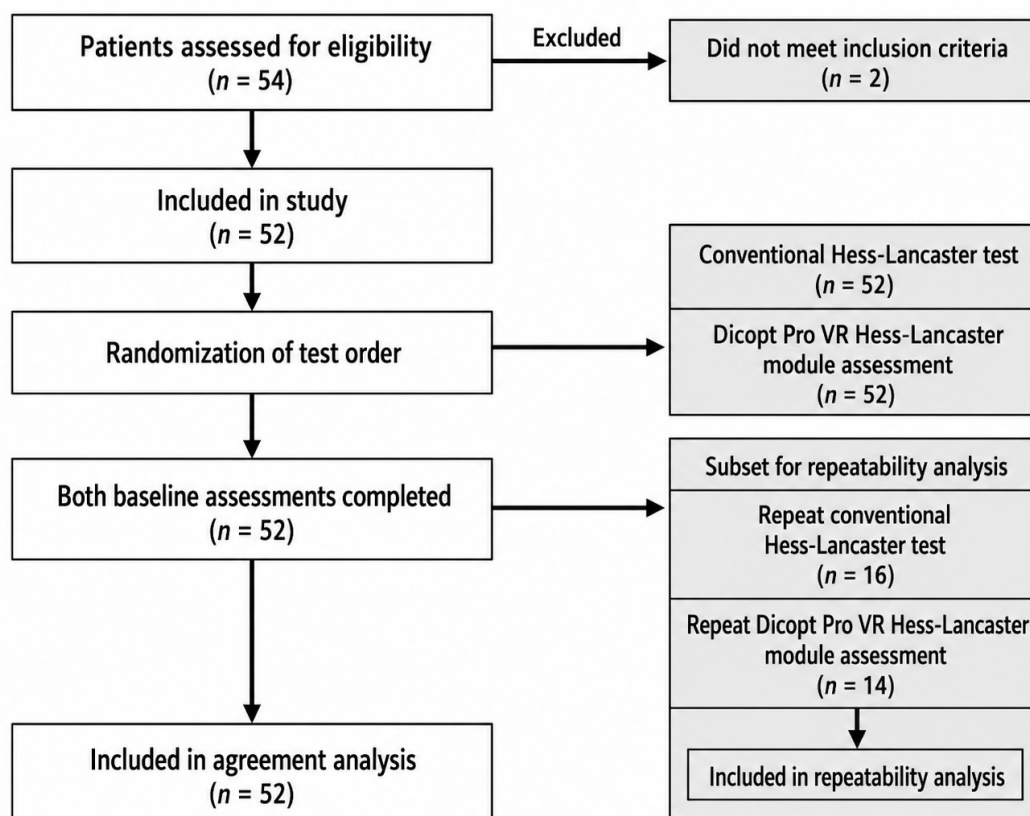 Patients assessed for eligibility
(n = 54)
Excluded
Did not meet inclusion criteria
(n = 2)
Included in study
(n = 52)
Randomization of test order
Conventional Hess-Lancaster test
(n = 52)
Dicopt Pro VR Hess-Lancaster
module assessment
(n = 52)
Both baseline assessments completed
(n = 52)
Subset for repeatability analysis
Repeat conventional
Hess-Lancaster test
(n = 16)
Repeat Dicopt Pro VR Hess-Lancaster
module assessment
(n = 14)
Included in repeatability analysis
Included in agreement analysis
(n = 52)